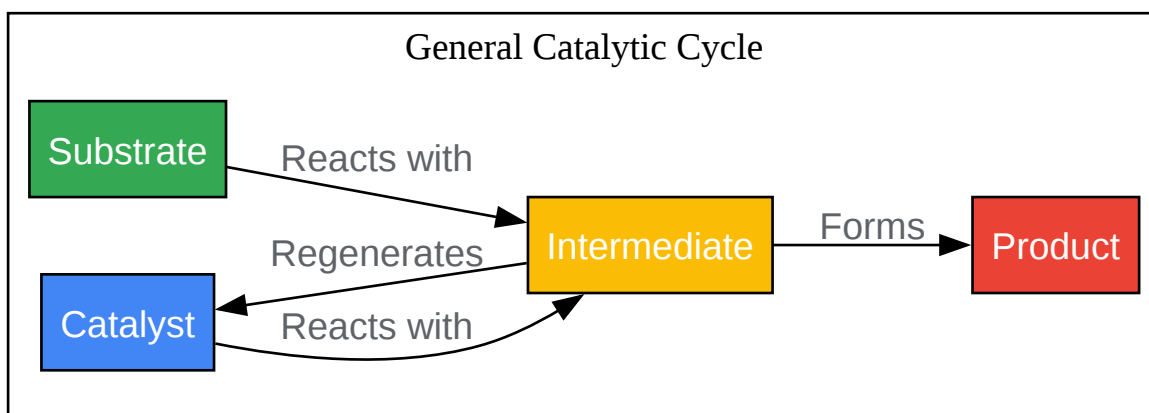 General Catalytic Cycle
Substrate
Reacts with
Regenerates
Intermediate
Forms
Product
Catalyst
Reacts with